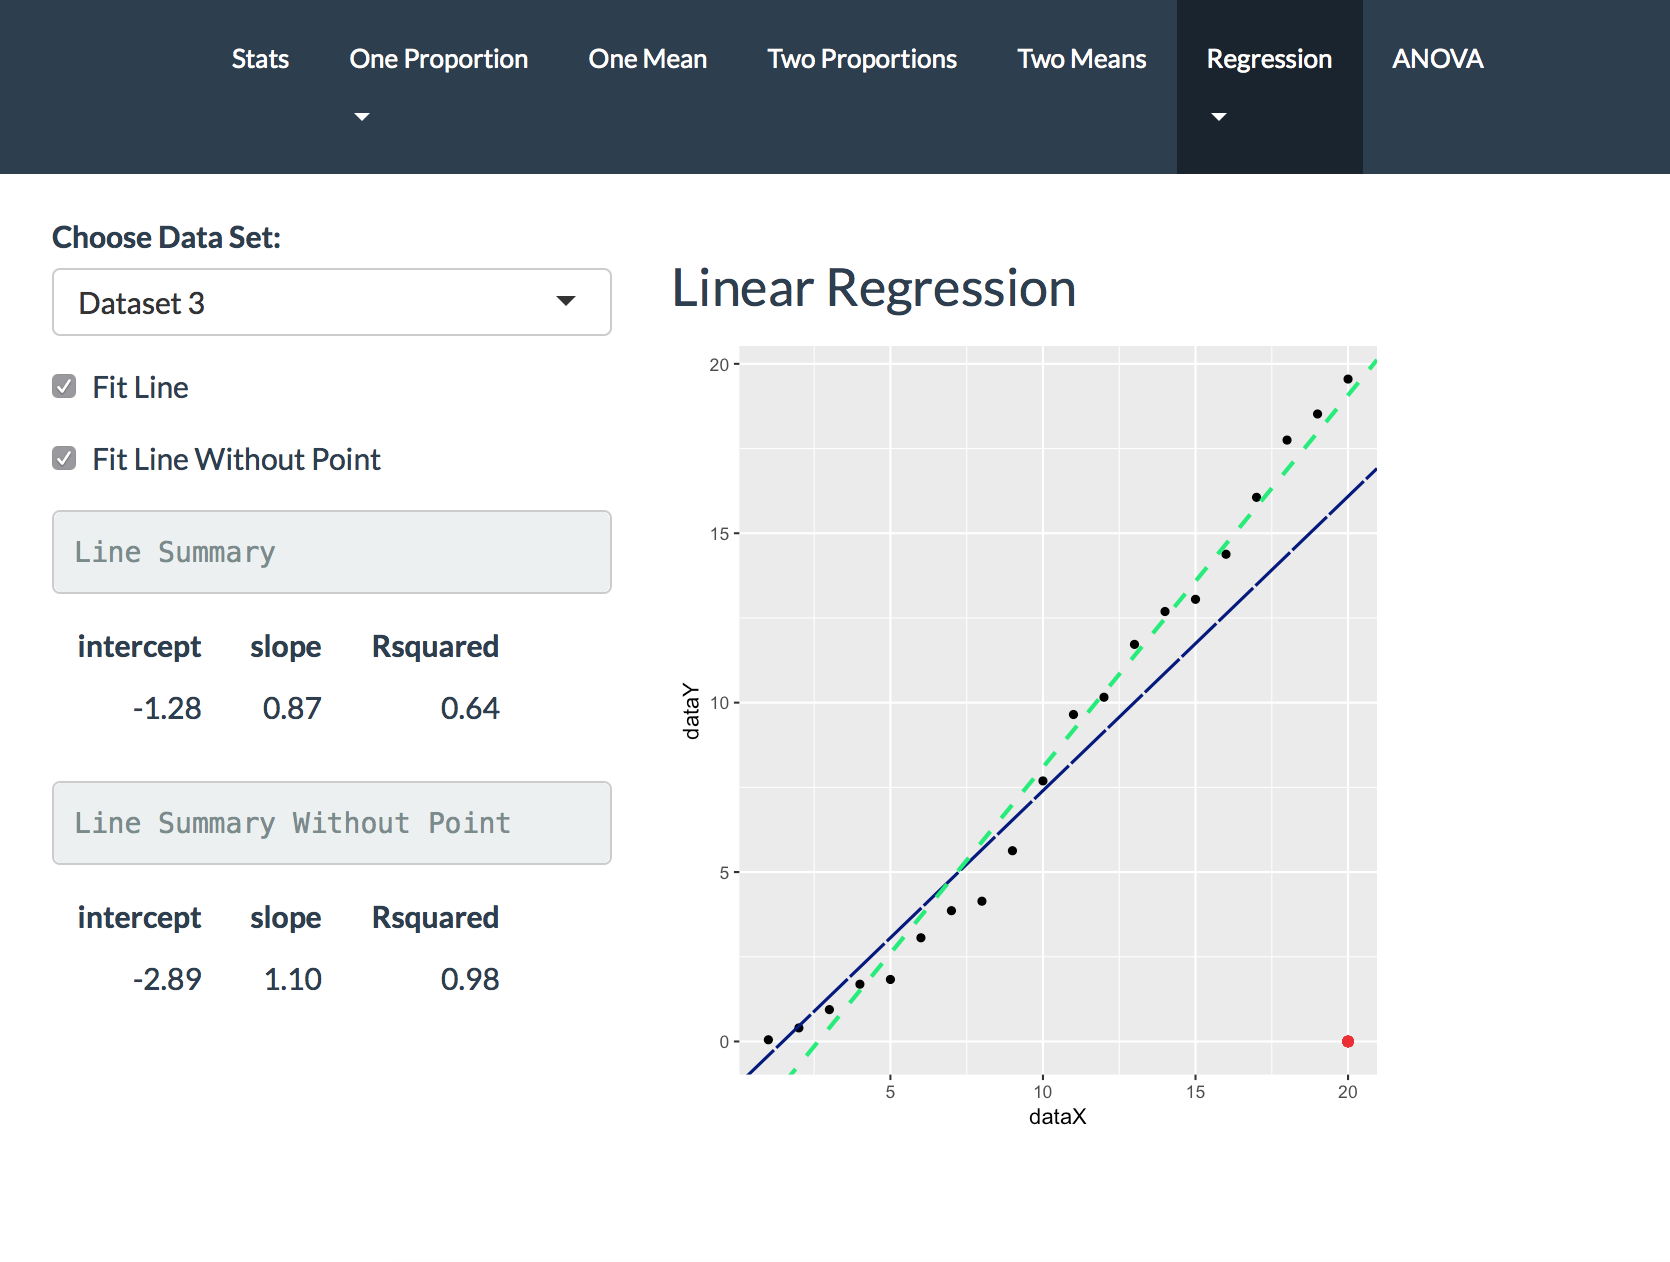 Stats One Proportion One Mean Two Proportions Two Means Regression ANOVA
Choose Data Set:
Dataset 3
Fit Line
Fit Line Without Point
Line Summary
intercept slope Rsquared
-1.28 0.87 0.64
Line Summary Without Point
intercept slope Rsquared
-2.89 1.10 0.98
Linear Regression
20
15
10
5
0
dataY
5 10 15 20
dataX